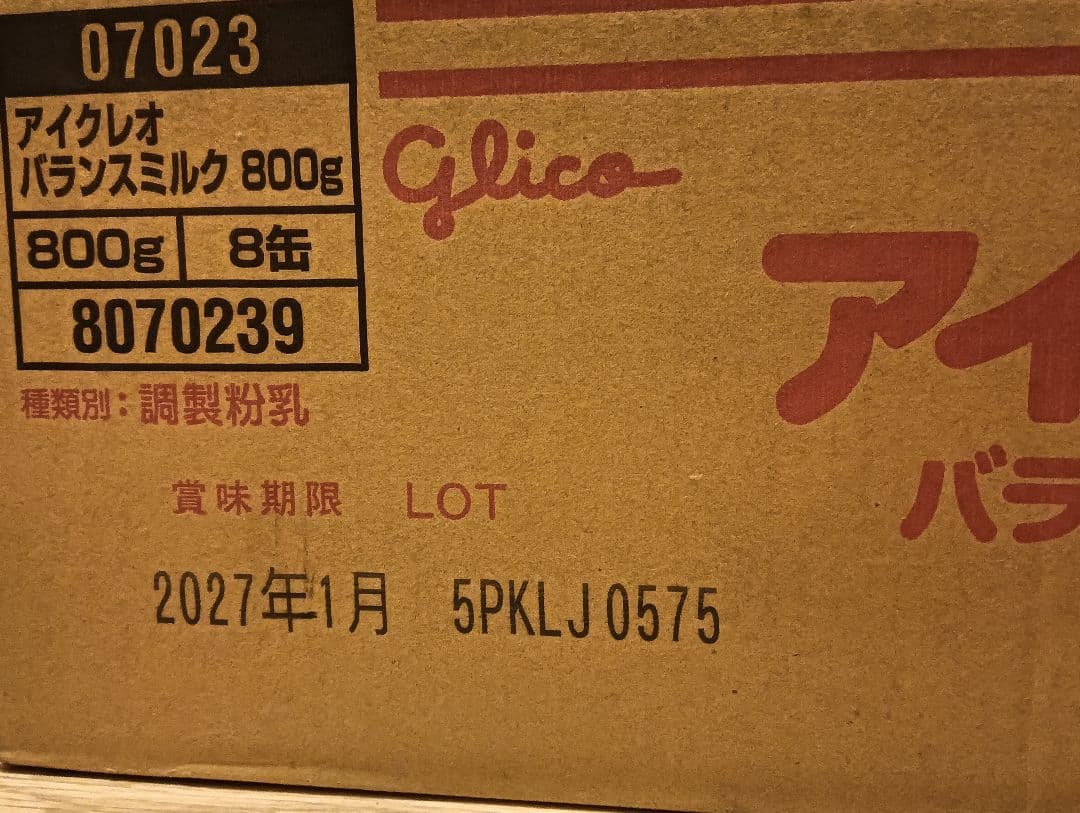 07023
アイクレオ
バランスミルク 800g
800g 8缶
8070239
種類別：調製粉乳
glico
アイ
バラ
賞味期限 LOT
2027年1月 5PKLJ0575